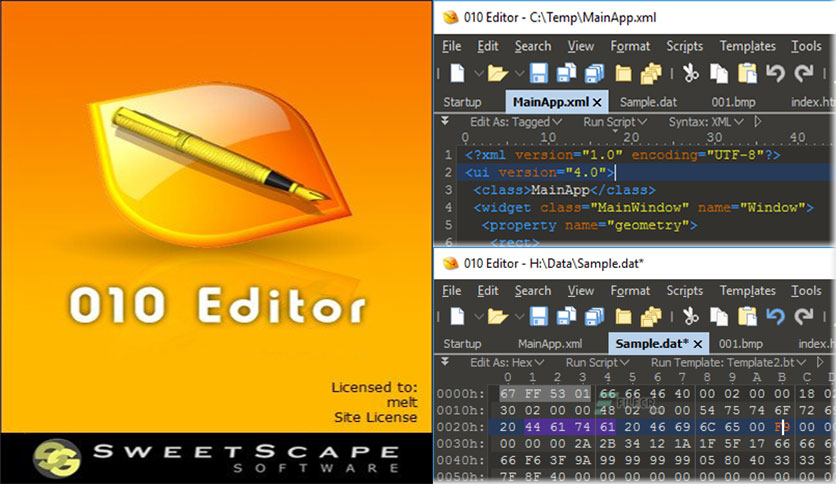 010 Editor
Licensed to:
melt
Site License
SWEETSCAPE
SOFTWARE
010 Editor - C:\Temp\MainApp.xml
File Edit Search View Format Scripts Templates Tools
Startup MainApp.xml Sample.dat 001.bmp index.h
Edit As: Tagged Run Script Syntax: XML
0 10 20 30 40
1 <?xml version="1.0" encoding="UTF-8"?>
2 <ui version="4.0">
3 <class>MainApp</class>
4 <widget class="MainWindow" name="Window">
5 <property name="geometry">
6 <rect>
010 Editor - H:\Data\Sample.dat*
File Edit Search View Format Scripts Templates Tools
Startup MainApp.xml Sample.dat* 001.bmp index.h
Edit As: Hex Run Script Run Template: Template2.bt
0 1 2 3 4 5 6 7 8 9 A B C D
0000h: 67 FF 53 01 66 66 46 40 00 02 00 00 18 02
0010h: 30 02 00 00 48 02 00 00 54 75 74 6F 72 6
0020h: 20 44 61 74 61 20 46 69 6C 65 00 F9 00 00
0030h: 00 00 00 2A 2B 34 12 1A 1F 5F 17 66 66 66
0040h: 66 F6 3F 9A 99 99 99 99 05 80 40 33 33 33
0050h: 7F 8F 40 00 00 00 00 00 00 00 00 00 00